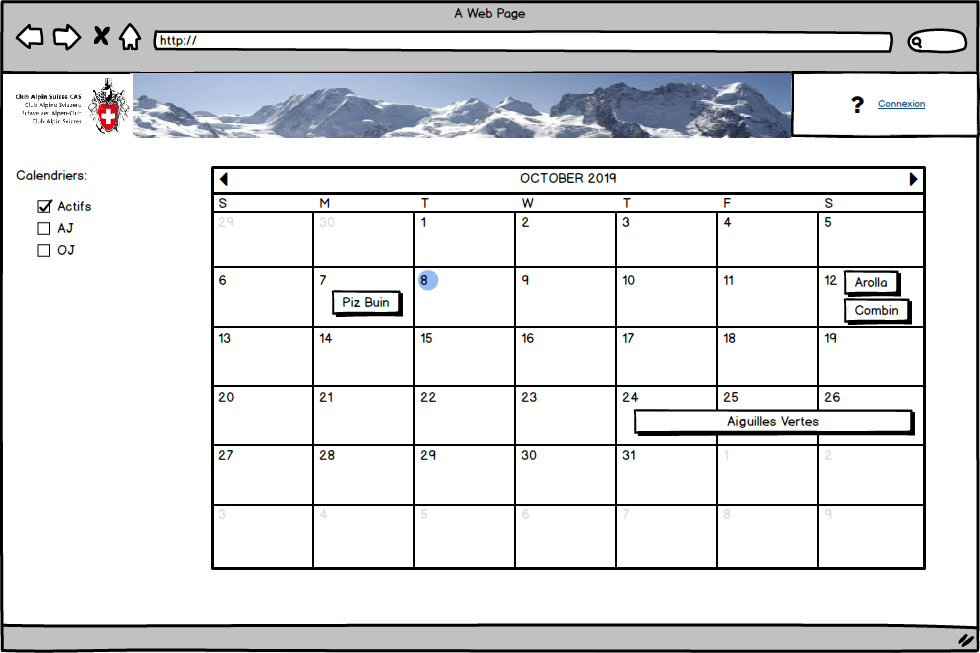 A Web Page
http://
Club Alpin Suisse CAS
Club Alpino Svizzero
Schweizer Alpen-Club
Club Alpin Svizzer
? Connexion
Calendriers:
Actifs
AJ
OJ
OCTOBER 2019
S M T W T F S
29 30 1 2 3 4 5
6 7 8 9 10 11 12 Arolla
Piz Buin Combin
13 14 15 16 17 18 19
20 21 22 23 24 25 26
Aiguilles Vertes
27 28 29 30 31 1 2
3 4 5 6 7 8 9